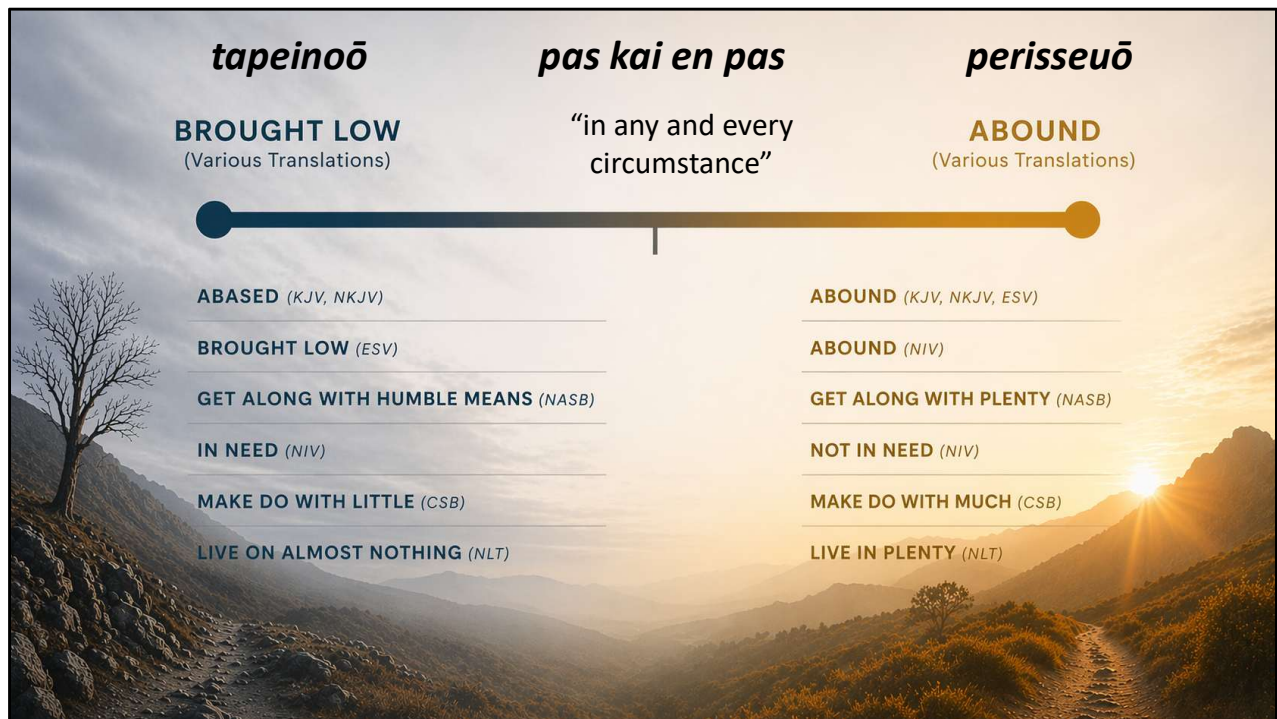 tapeinoō
pas kai en pas
perisseuō
BROUGHT LOW
(Various Translations)
“in any and every
circumstance”
ABOUND
(Various Translations)
ABASED (KJV, NKJV)
BROUGHT LOW (ESV)
GET ALONG WITH HUMBLE MEANS (NASB)
IN NEED (NIV)
MAKE DO WITH LITTLE (CSB)
LIVE ON ALMOST NOTHING (NLT)
ABOUND (KJV, NKJV, ESV)
ABOUND (NIV)
GET ALONG WITH PLENTY (NASB)
NOT IN NEED (NIV)
MAKE DO WITH MUCH (CSB)
LIVE IN PLENTY (NLT)